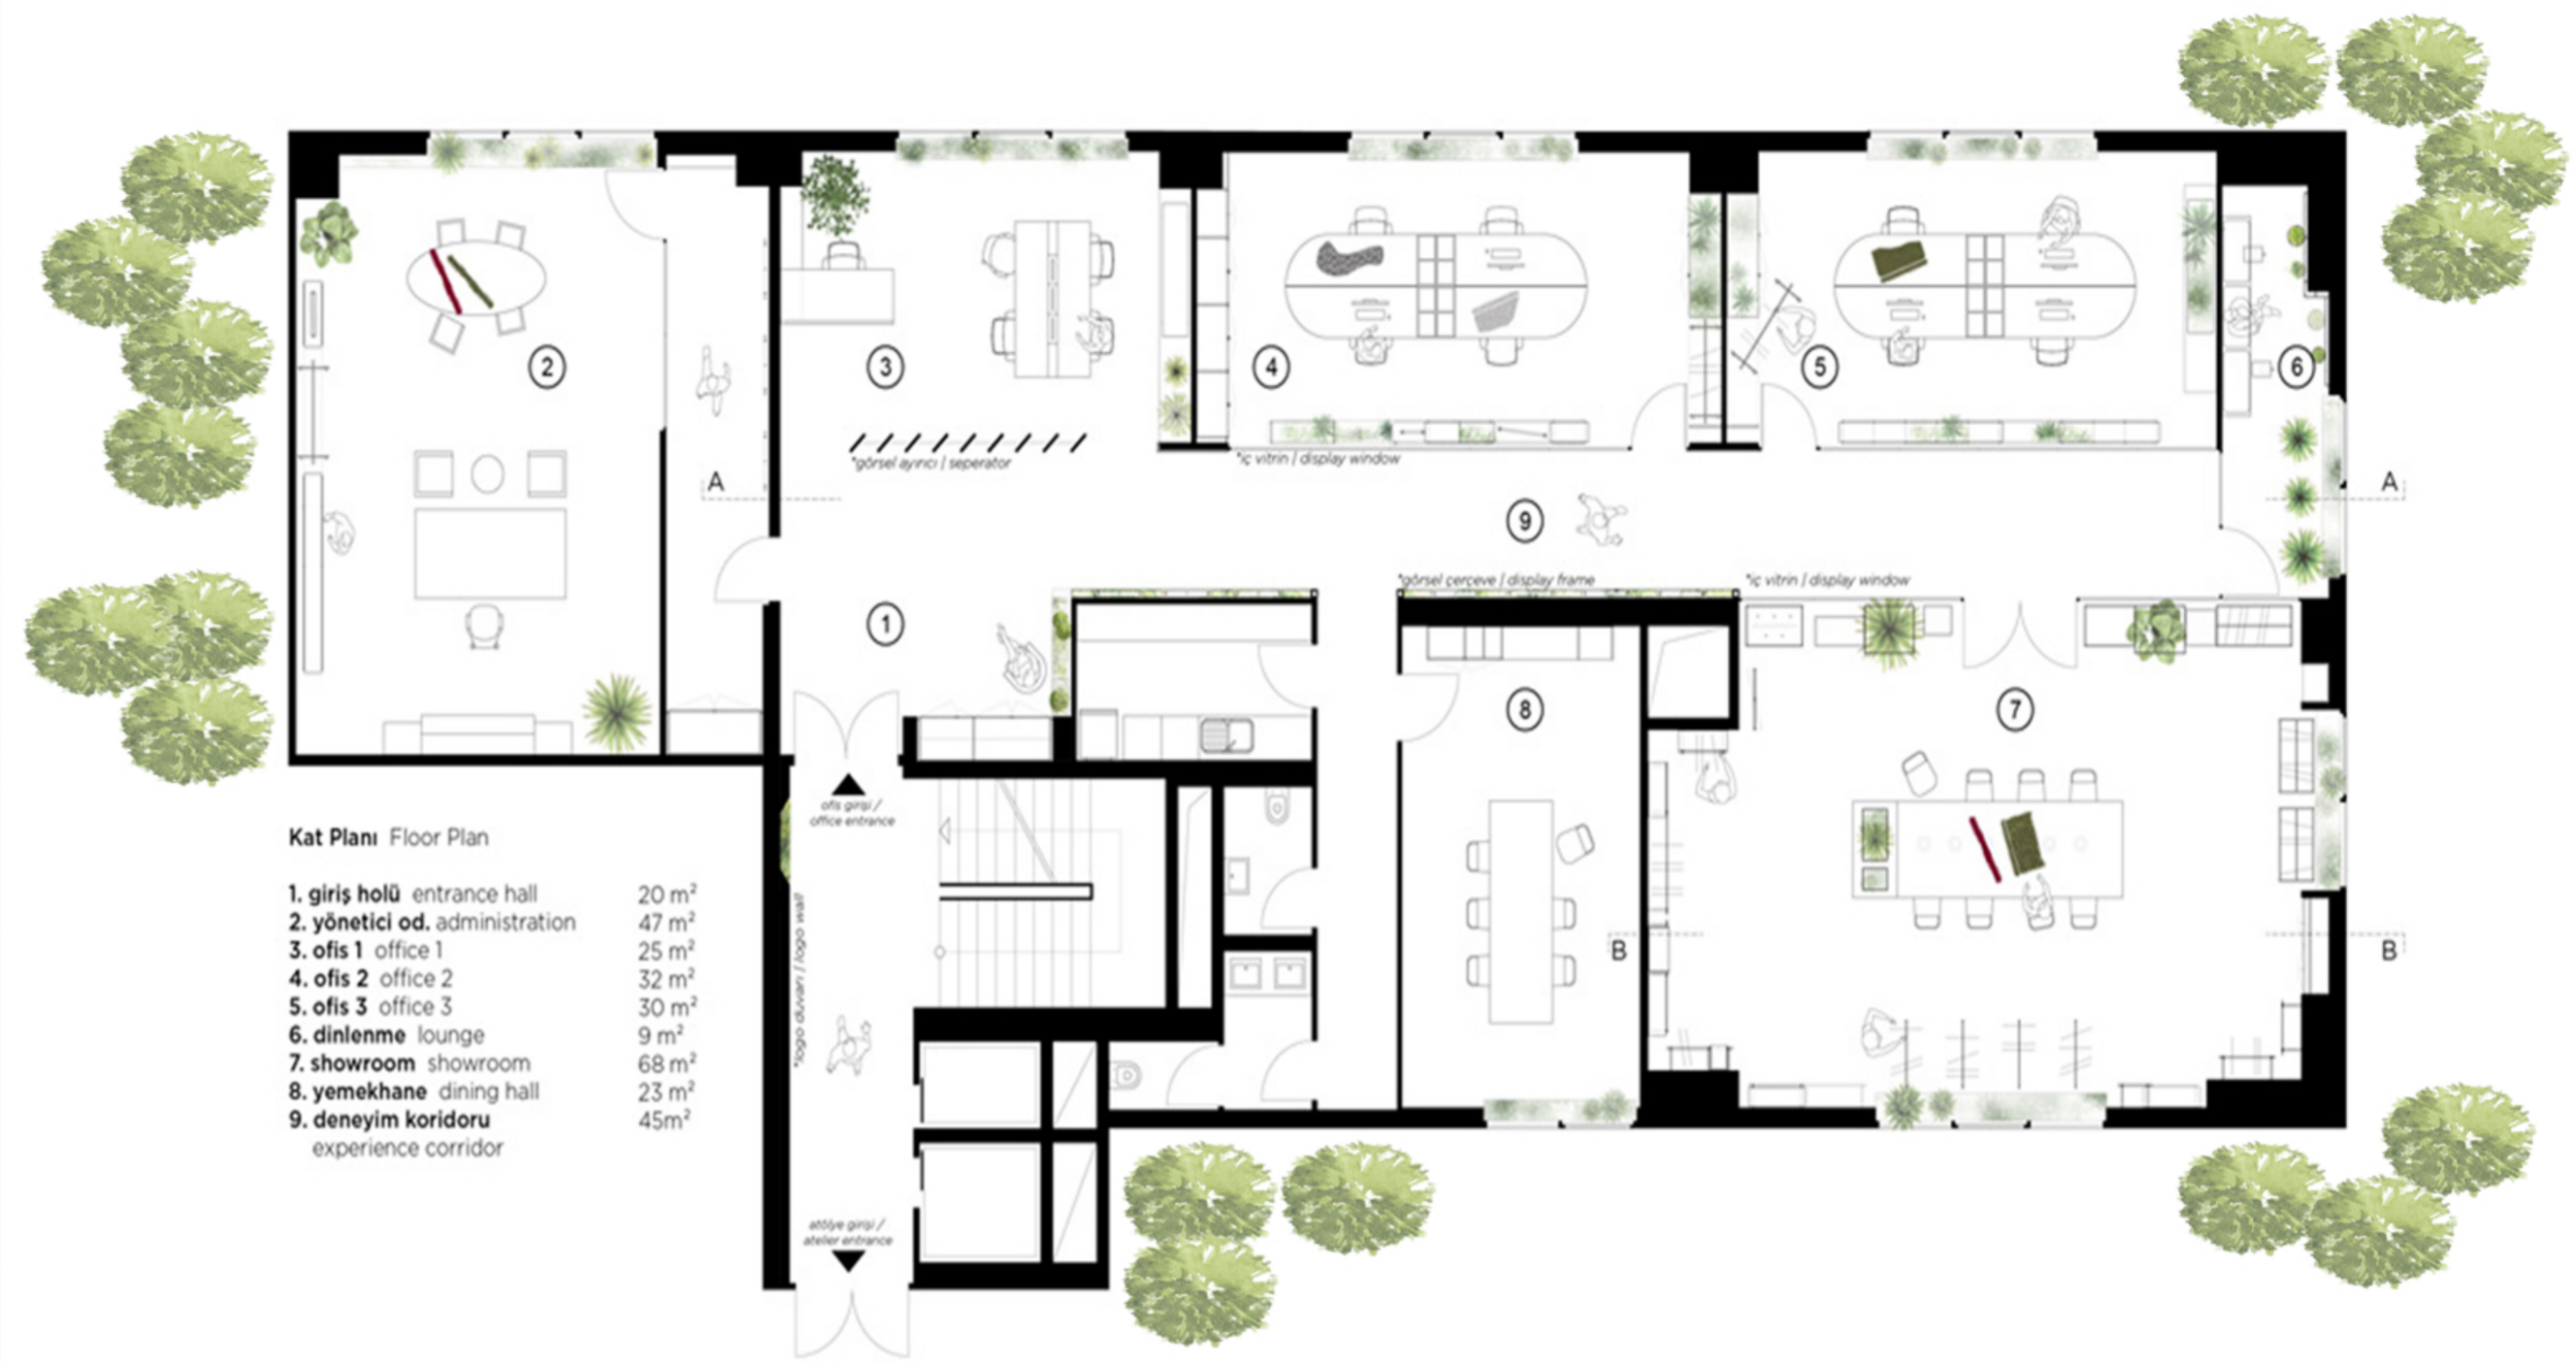 2
3
4
5
6
*görsel ayırıcı | seperator
*iç vitrin | display window
A
A
9
*görsel çerçeve | display frame
*iç vitrin | display window
1
8
7
ofis girişi /
office entrance
*logo duvarı / logo wall
B
B
atölye girişi /
atelier entrance
Kat Planı Floor Plan
1. giriş holü entrance hall 20 m²
2. yönetici od. administration 47 m²
3. ofis 1 office 1 25 m²
4. ofis 2 office 2 32 m²
5. ofis 3 office 3 30 m²
6. dinlenme lounge 9 m²
7. showroom showroom 68 m²
8. yemekhane dining hall 23 m²
9. deneyim koridoru 45m²
experience corridor